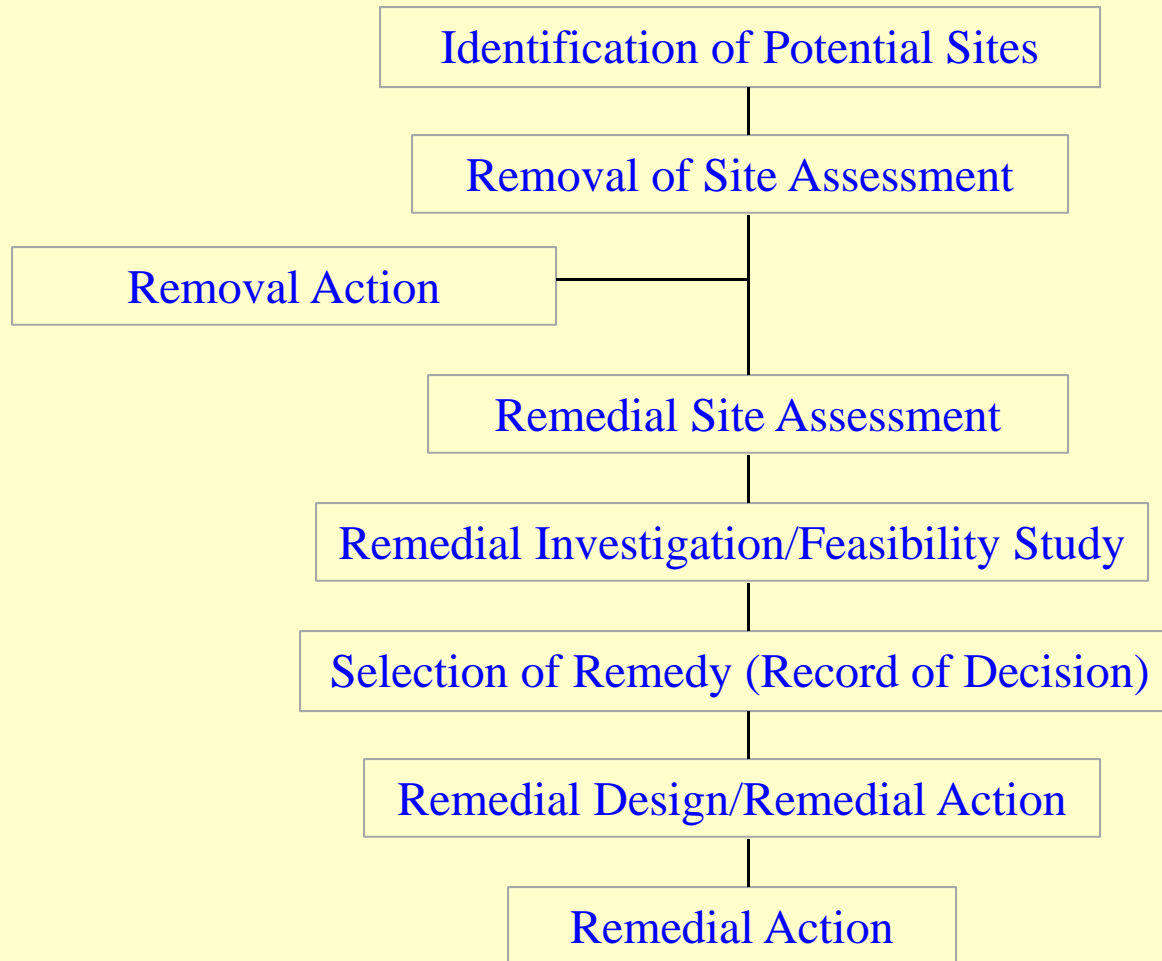 Identification of Potential Sites
Removal of Site Assessment
Removal Action
Remedial Site Assessment
Remedial Investigation/Feasibility Study
Selection of Remedy (Record of Decision)
Remedial Design/Remedial Action
Remedial Action